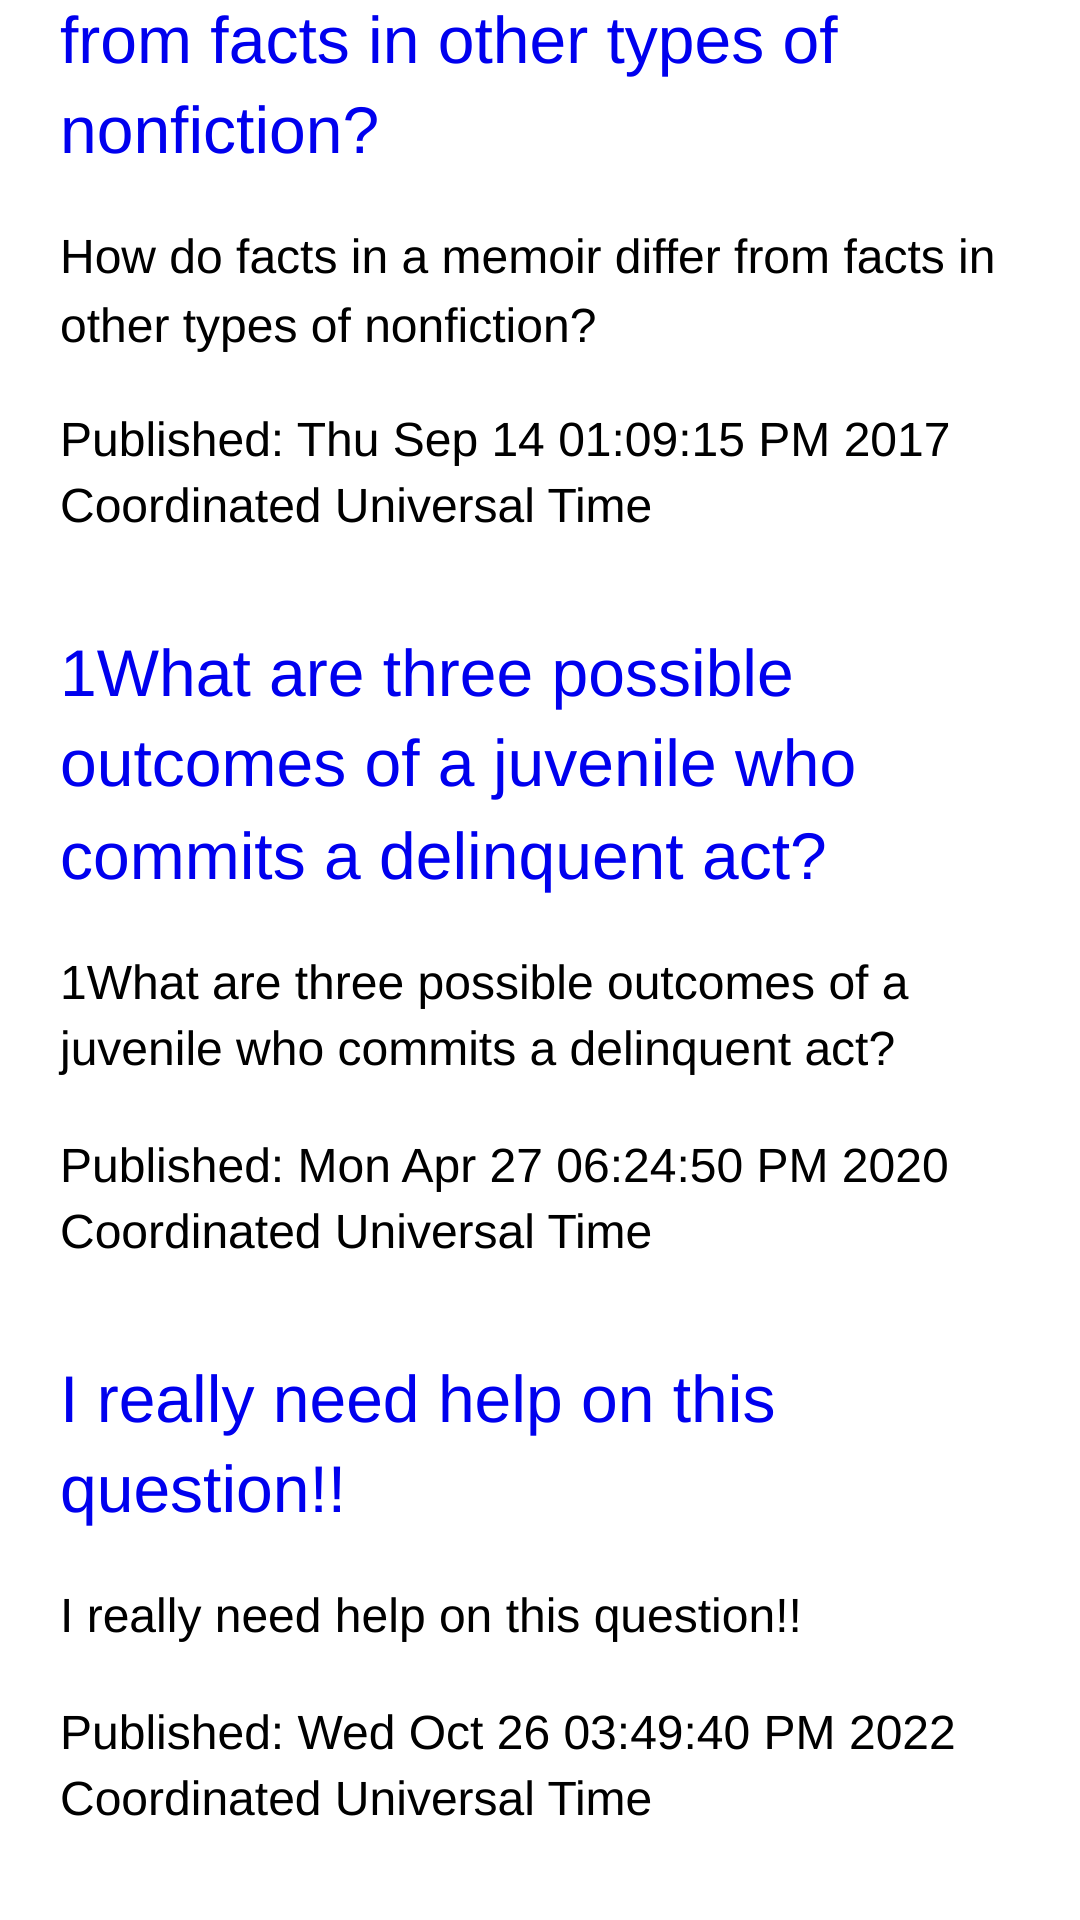 from facts in other types of
nonfiction?
How do facts in a memoir differ from facts in
other types of nonfiction?
Published: Thu Sep 14 01:09:15 PM 2017
Coordinated Universal Time
1What are three possible
outcomes of a juvenile who
commits a delinquent act?
1What are three possible outcomes of a
juvenile who commits a delinquent act?
Published: Mon Apr 27 06:24:50 PM 2020
Coordinated Universal Time
I really need help on this
question!!
I really need help on this question!!
Published: Wed Oct 26 03:49:40 PM 2022
Coordinated Universal Time